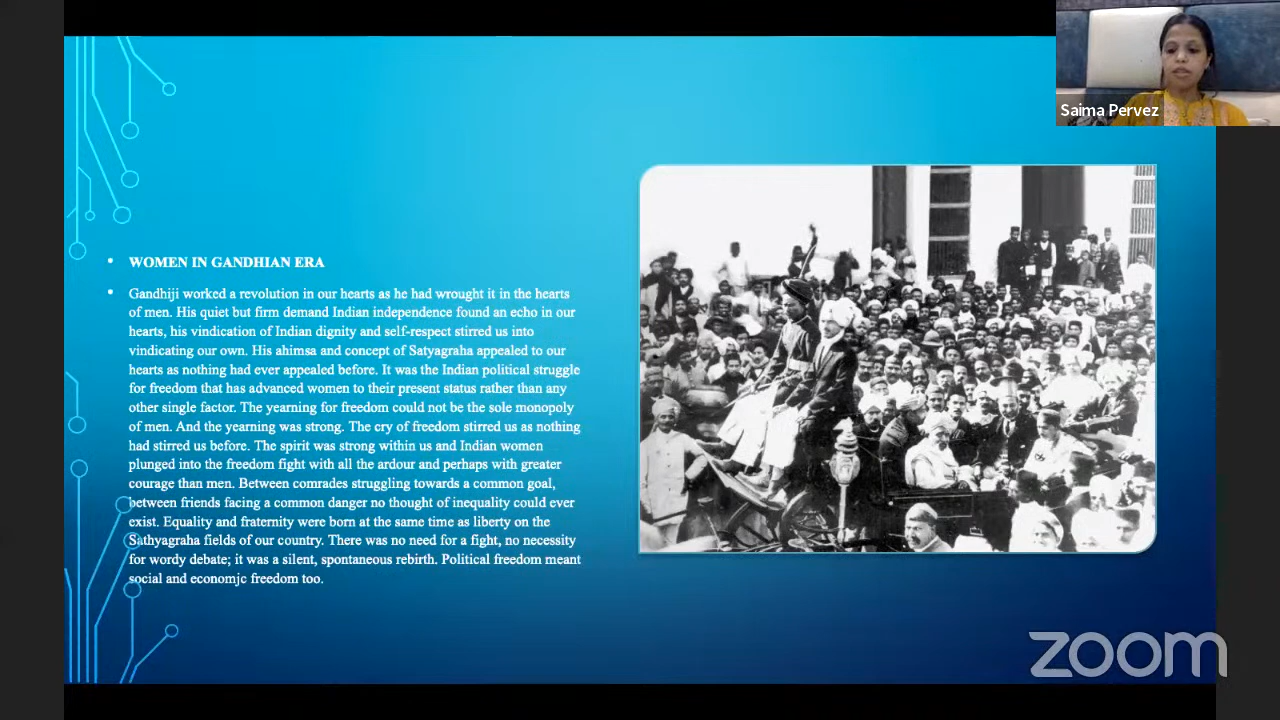 Saima Pervez
WOMEN IN GANDHIAN ERA
Gandhiji worked a revolution in our hearts as he had wrought it in the hearts
of men. His quiet but firm demand Indian independence found an echo in our
hearts, his vindication of Indian dignity and self-respect stirred us into
vindicating our own. His ahimsa and concept of Satyagraha appealed to our
hearts as nothing had ever appealed before. It was the Indian political struggle
for freedom that has advanced women to their present status rather than any
other single factor. The yearning for freedom could not be the sole monopoly
of men. And the yearning was strong. The cry of freedom stirred us as nothing
had stirred us before. The spirit was strong within us and Indian women
plunged into the freedom fight with all the ardour and perhaps with greater
courage than men. Between comrades struggling towards a common goal,
between friends facing a common danger no thought of inequality could ever
exist. Equality and fraternity were born at the same time as liberty on the
Sathyagraha fields of our country. There was no need for a fight, no necessity
for wordy debate; it was a silent, spontaneous rebirth. Political freedom meant
social and economjc freedom too.
zoom